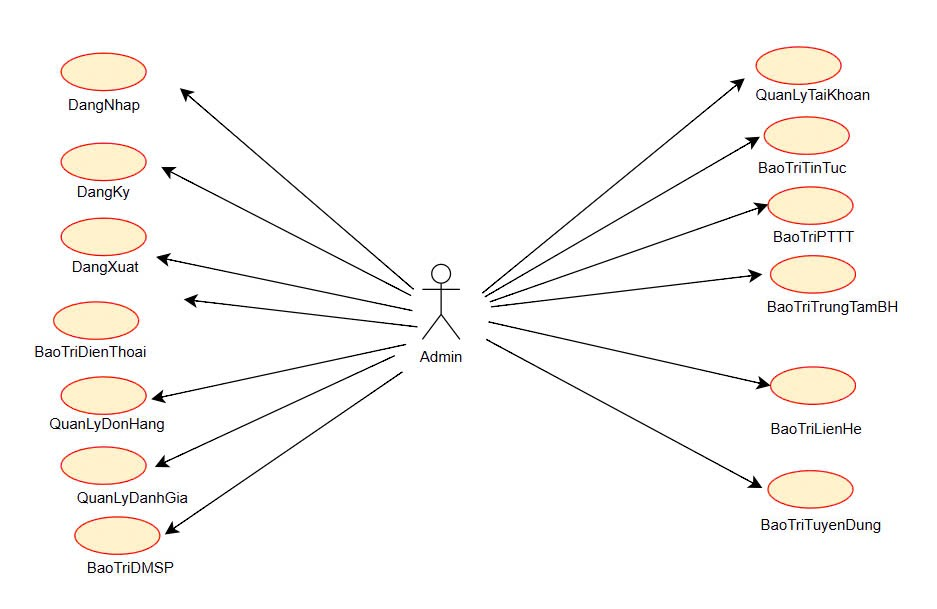 DangNhap
DangKy
DangXuat
BaoTriDienThoai
QuanLyDonHang
QuanLyDanhGia
BaoTriDMSP
Admin
QuanLyTaiKhoan
BaoTriTinTuc
BaoTriPTTT
BaoTriTrungTamBH
BaoTriLienHe
BaoTriTuyenDung